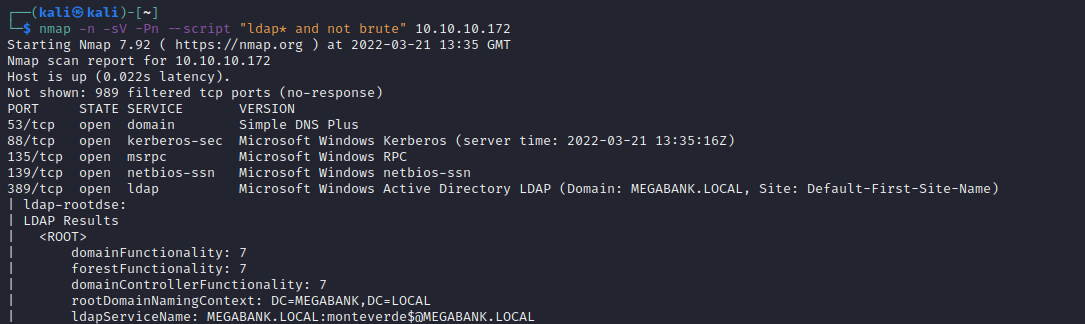 ┌──(kali㉿kali)-[~]
└─$ nmap -n -sV -Pn --script "ldap* and not brute" 10.10.10.172
Starting Nmap 7.92 ( https://nmap.org ) at 2022-03-21 13:35 GMT
Nmap scan report for 10.10.10.172
Host is up (0.022s latency).
Not shown: 989 filtered tcp ports (no-response)
PORT    STATE SERVICE      VERSION
53/tcp  open  domain       Simple DNS Plus
88/tcp  open  kerberos-sec Microsoft Windows Kerberos (server time: 2022-03-21 13:35:16Z)
135/tcp open  msrpc        Microsoft Windows RPC
139/tcp open  netbios-ssn  Microsoft Windows netbios-ssn
389/tcp open  ldap         Microsoft Windows Active Directory LDAP (Domain: MEGABANK.LOCAL, Site: Default-First-Site-Name)
| ldap-rootdse:
| LDAP Results
|   <ROOT>
|       domainFunctionality: 7
|       forestFunctionality: 7
|       domainControllerFunctionality: 7
|       rootDomainNamingContext: DC=MEGABANK,DC=LOCAL
|       ldapServiceName: MEGABANK.LOCAL:monteverde$@MEGABANK.LOCAL